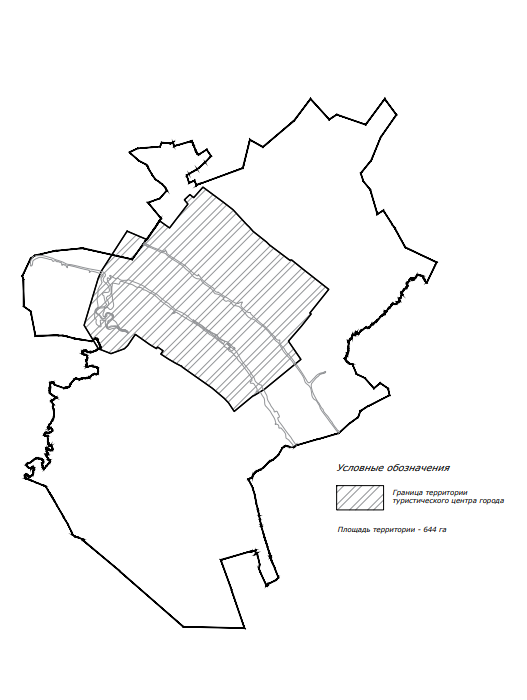 Условные обозначения
Граница территории
туристического центра города
Площадь территории - 644 га